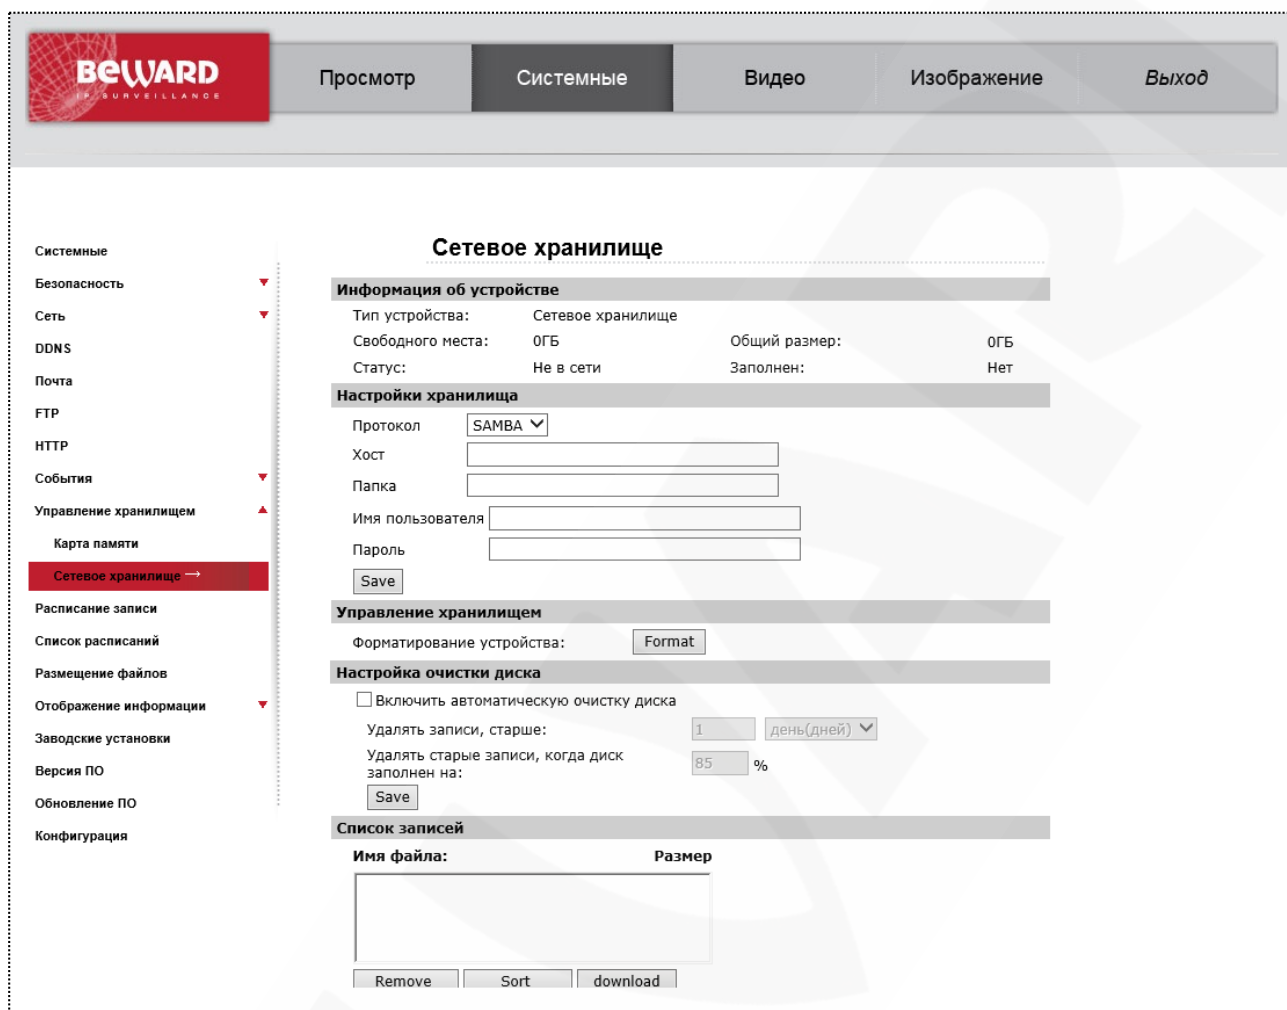 BEWARD
IP SURVEILLANCE
Просмотр Системные Видео Изображение Выход
Сетевое хранилище
Системные
Безопасность
Сеть
DDNS
Почта
FTP
HTTP
События
Управление хранилищем
Карта памяти
Сетевое хранилище →
Расписание записи
Список расписаний
Размещение файлов
Отображение информации
Заводские установки
Версия ПО
Обновление ПО
Конфигурация
Информация об устройстве
Тип устройства: Сетевое хранилище
Свободного места: 0ГБ Общий размер: 0ГБ
Статус: Не в сети Заполнен: Нет
Настройки хранилища
Протокол SAMBA
Хост
Папка
Имя пользователя
Пароль
Save
Управление хранилищем
Форматирование устройства: Format
Настройка очистки диска
Включить автоматическую очистку диска
Удалять записи, старше: 1 день(дней)
Удалять старые записи, когда диск
заполнен на: 85 %
Save
Список записей
Имя файла: Размер
Remove Sort download